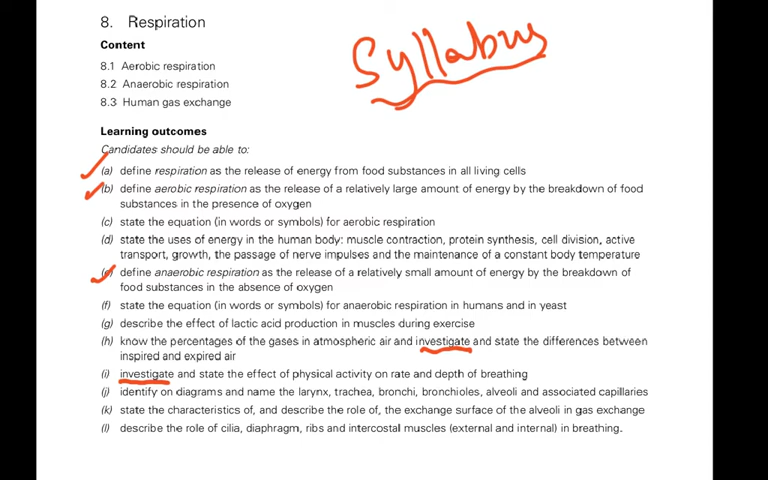 8. Respiration
Syllabus
Content
8.1 Aerobic respiration
8.2 Anaerobic respiration
8.3 Human gas exchange
Learning outcomes
Candidates should be able to:
(a) define respiration as the release of energy from food substances in all living cells
(b) define aerobic respiration as the release of a relatively large amount of energy by the breakdown of food
substances in the presence of oxygen
(c) state the equation (in words or symbols) for aerobic respiration
(d) state the uses of energy in the human body: muscle contraction, protein synthesis, cell division, active
transport, growth, the passage of nerve impulses and the maintenance of a constant body temperature
(e) define anaerobic respiration as the release of a relatively small amount of energy by the breakdown of
food substances in the absence of oxygen
(f) state the equation (in words or symbols) for anaerobic respiration in humans and in yeast
(g) describe the effect of lactic acid production in muscles during exercise
(h) know the percentages of the gases in atmospheric air and investigate and state the differences between
inspired and expired air
(i) investigate and state the effect of physical activity on rate and depth of breathing
(j) identify on diagrams and name the larynx, trachea, bronchi, bronchioles, alveoli and associated capillaries
(k) state the characteristics of, and describe the role of, the exchange surface of the alveoli in gas exchange
(l) describe the role of cilia, diaphragm, ribs and intercostal muscles (external and internal) in breathing.